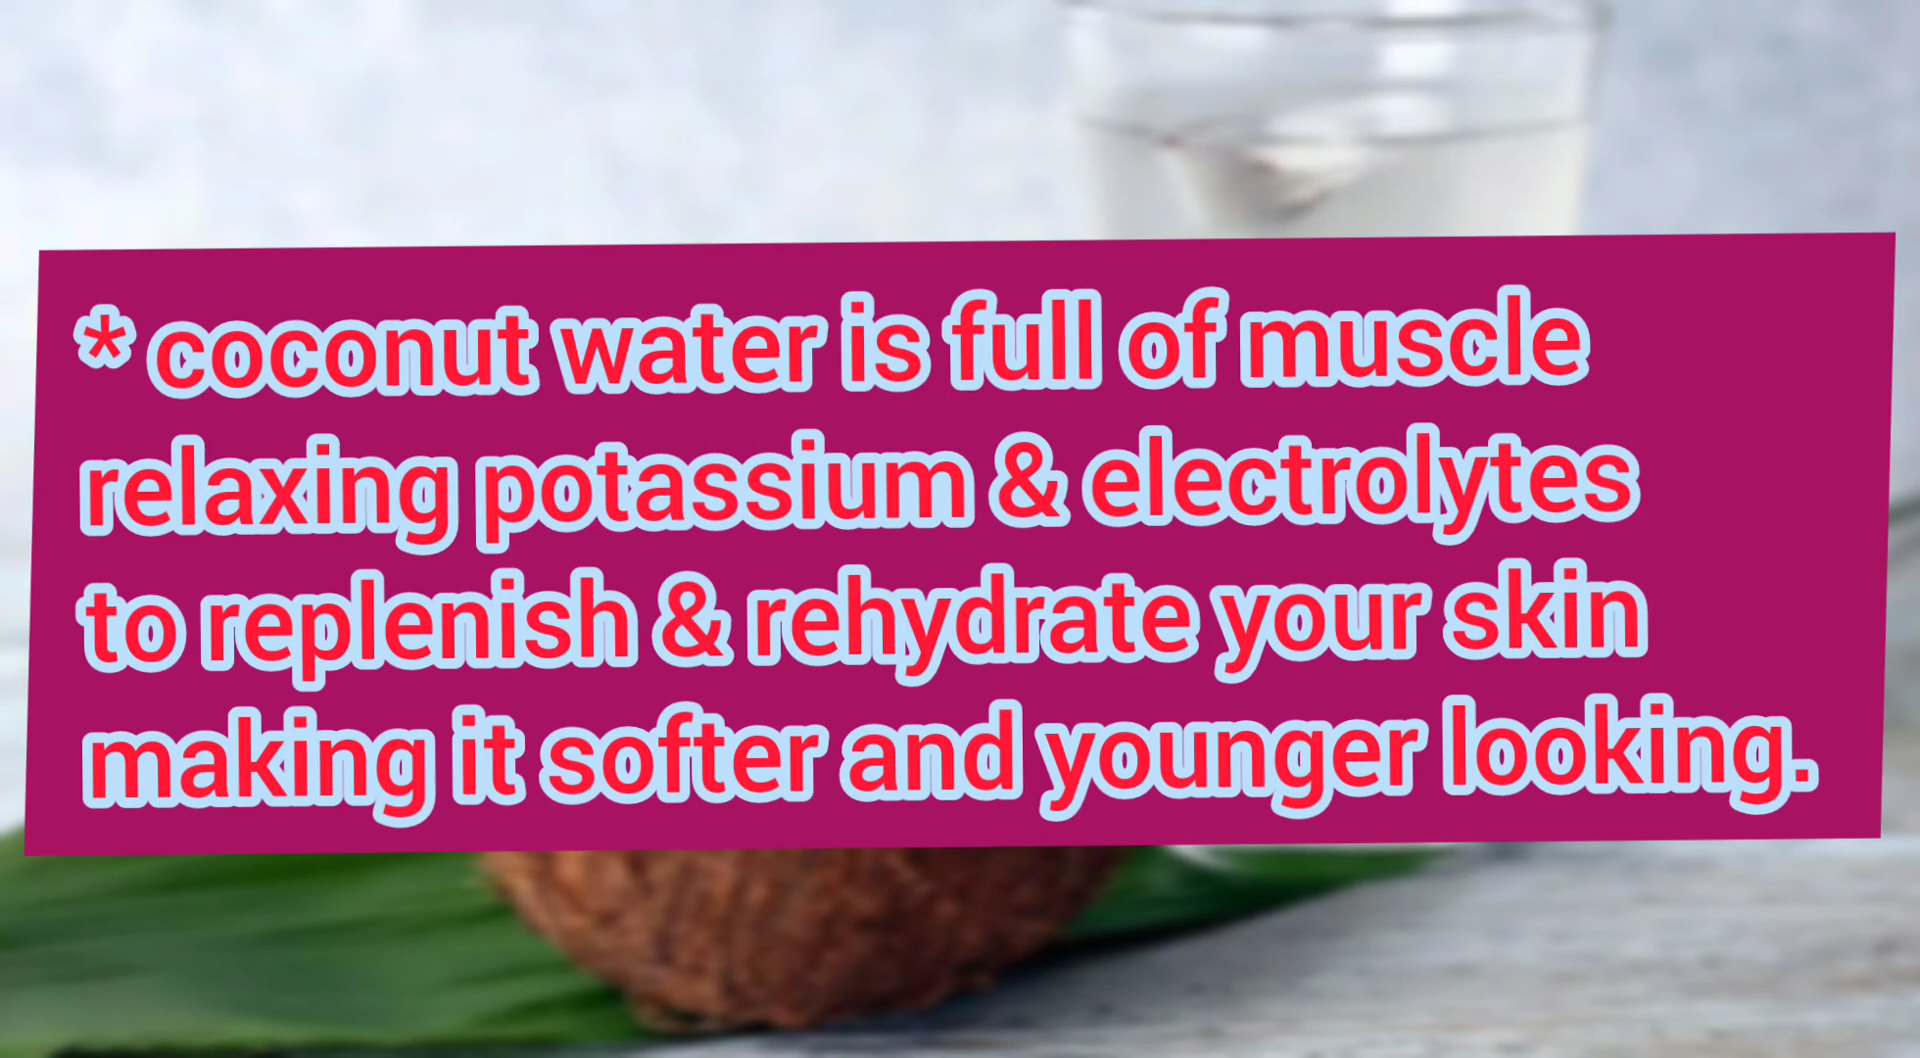 * coconut water is full of muscle
relaxing potassium & electrolytes
to replenish & rehydrate your skin
making it softer and younger looking.